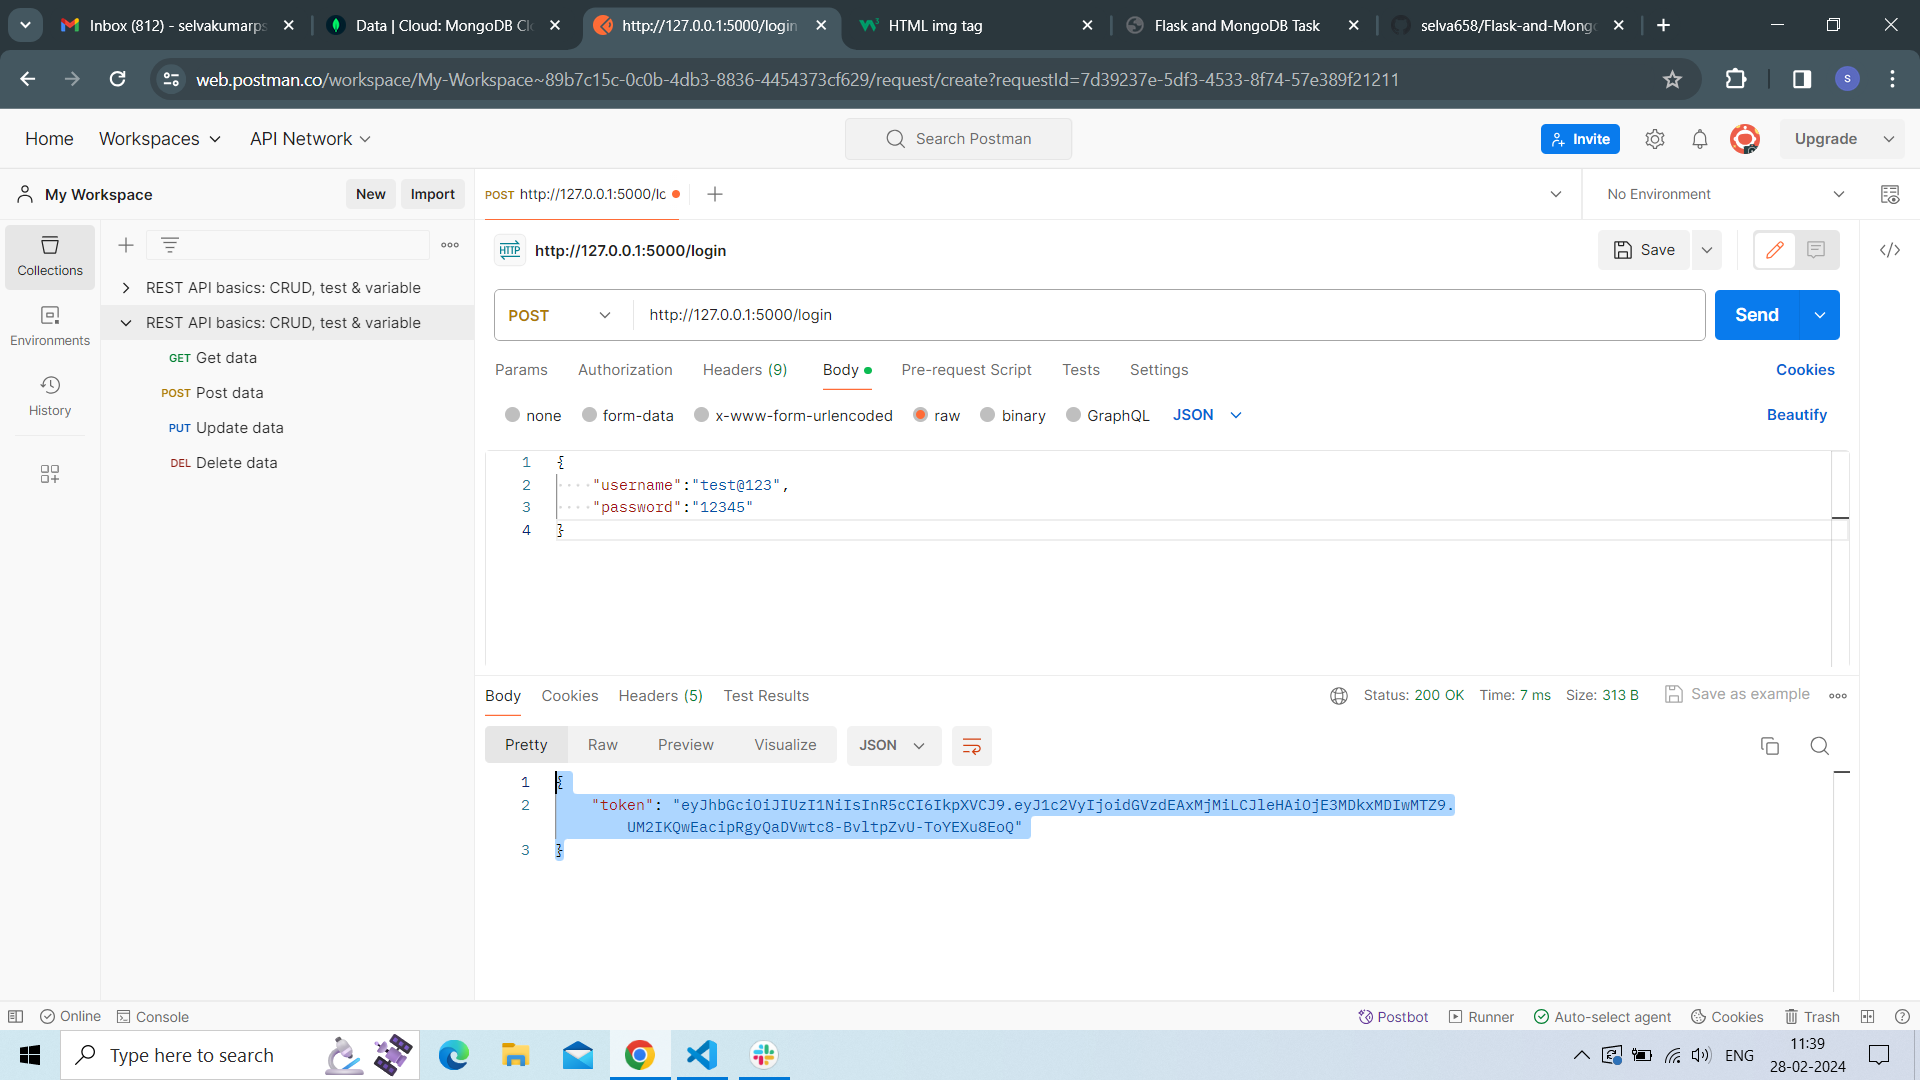 Inbox (812) - selvakumarps
Data | Cloud: MongoDB Clo
http://127.0.0.1:5000/login
HTML img tag
Flask and MongoDB Task
selva658/Flask-and-Mongo
web.postman.co/workspace/My-Workspace~89b7c15c-0c0b-4db3-8836-4454373cf629/request/create?requestId=7d39237e-5df3-4533-8f74-57e389f21211
S
Home
Workspaces
API Network
Search Postman
Invite
Upgrade
My Workspace
New
Import
POST http://127.0.0.1:5000/lc
No Environment
Collections
Environments
History
REST API basics: CRUD, test & variable
REST API basics: CRUD, test & variable
GET Get data
POST Post data
PUT Update data
DEL Delete data
HTTP http://127.0.0.1:5000/login
Save
POST
http://127.0.0.1:5000/login
Send
Params
Authorization
Headers (9)
Body
Pre-request Script
Tests
Settings
Cookies
none
form-data
x-www-form-urlencoded
raw
binary
GraphQL
JSON
Beautify
1 {
2 "username":"test@123",
3 "password":"12345"
4 }
Body
Cookies
Headers (5)
Test Results
Status: 200 OK
Time: 7 ms
Size: 313 B
Save as example
Pretty
Raw
Preview
Visualize
JSON
1 {
2 "token": "eyJhbGciOiJIUzI1NiIsInR5cCI6IkpXVCJ9.eyJ1c2VyIjoidGVzdEAxMjMiLCJleHAiOjE3MDkxMDIwMTZ9.
UM2IKQwEacipRgyQaDVwtc8-BvltpZvU-ToYEXu8EoQ"
3 }
Online
Console
Postbot
Runner
Auto-select agent
Cookies
Trash
Type here to search
ENG
11:39
28-02-2024